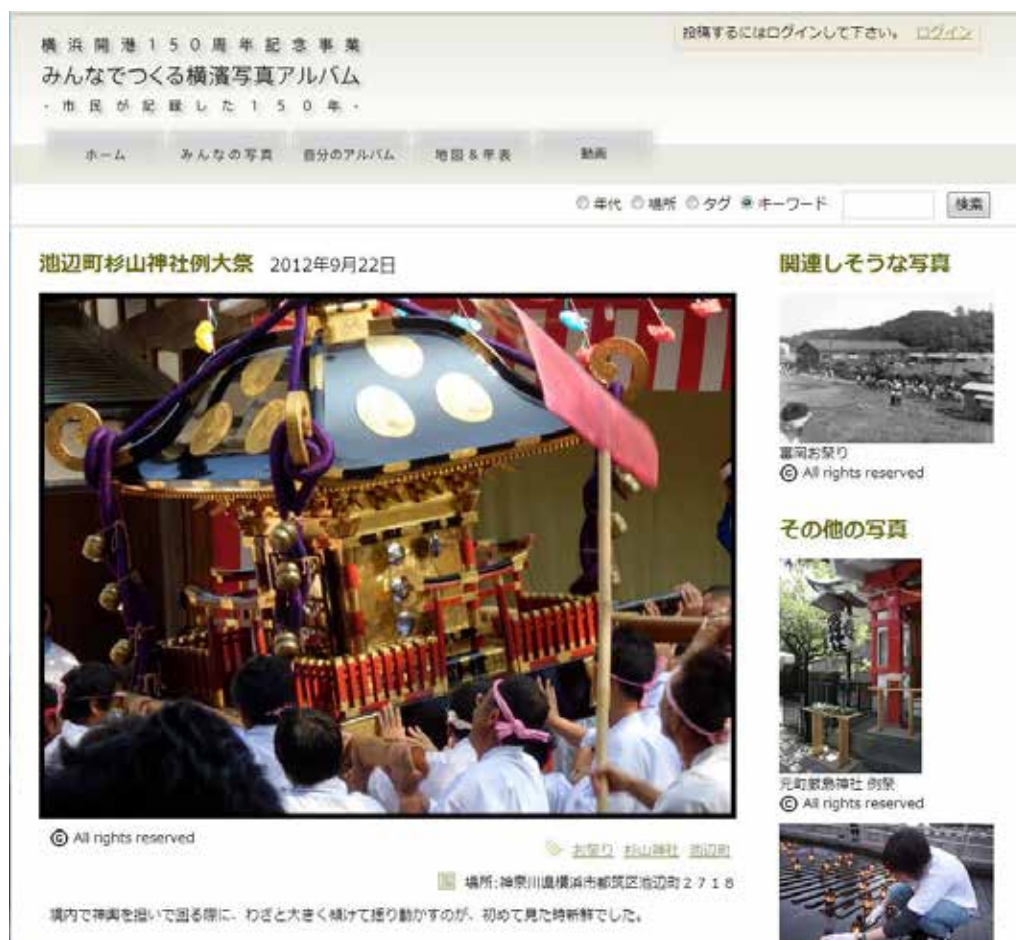 横浜開港150周年記念事業
みんなでつくる横濱写真アルバム
・市民が記録した150年・
投稿するにはログインして下さい。 ログイン
ホーム みんなの写真 自分のアルバム 地図&年表 動画
年代 場所 タグ キーワード 検索
池辺町杉山神社例大祭 2012年9月22日
© All rights reserved
お祭り 杉山神社 池辺町
場所:神奈川県横浜市都筑区池辺町2718
境内で神輿を担いで回る際に、わざと大きく傾けて揺り動かすのが、初めて見た時新鮮でした。
関連しそうな写真
富岡お祭り
© All rights reserved
その他の写真
元町厳島神社 例祭
© All rights reserved